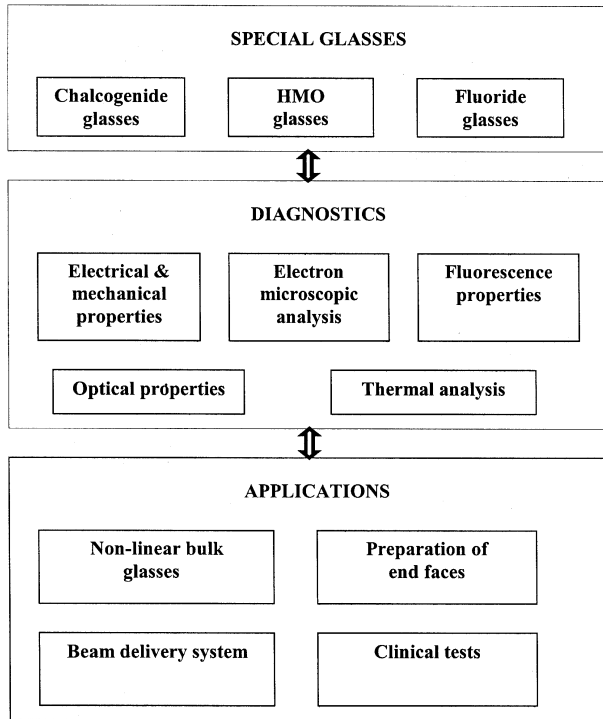 SPECIAL GLASSES
Chalcogenide
glasses
HMO
glasses
Fluoride
glasses
DIAGNOSTICS
Electrical &
mechanical
properties
Electron
microscopic
analysis
Fluorescence
properties
Optical properties
Thermal analysis
APPLICATIONS
Non-linear bulk
glasses
Preparation of
end faces
Beam delivery system
Clinical tests